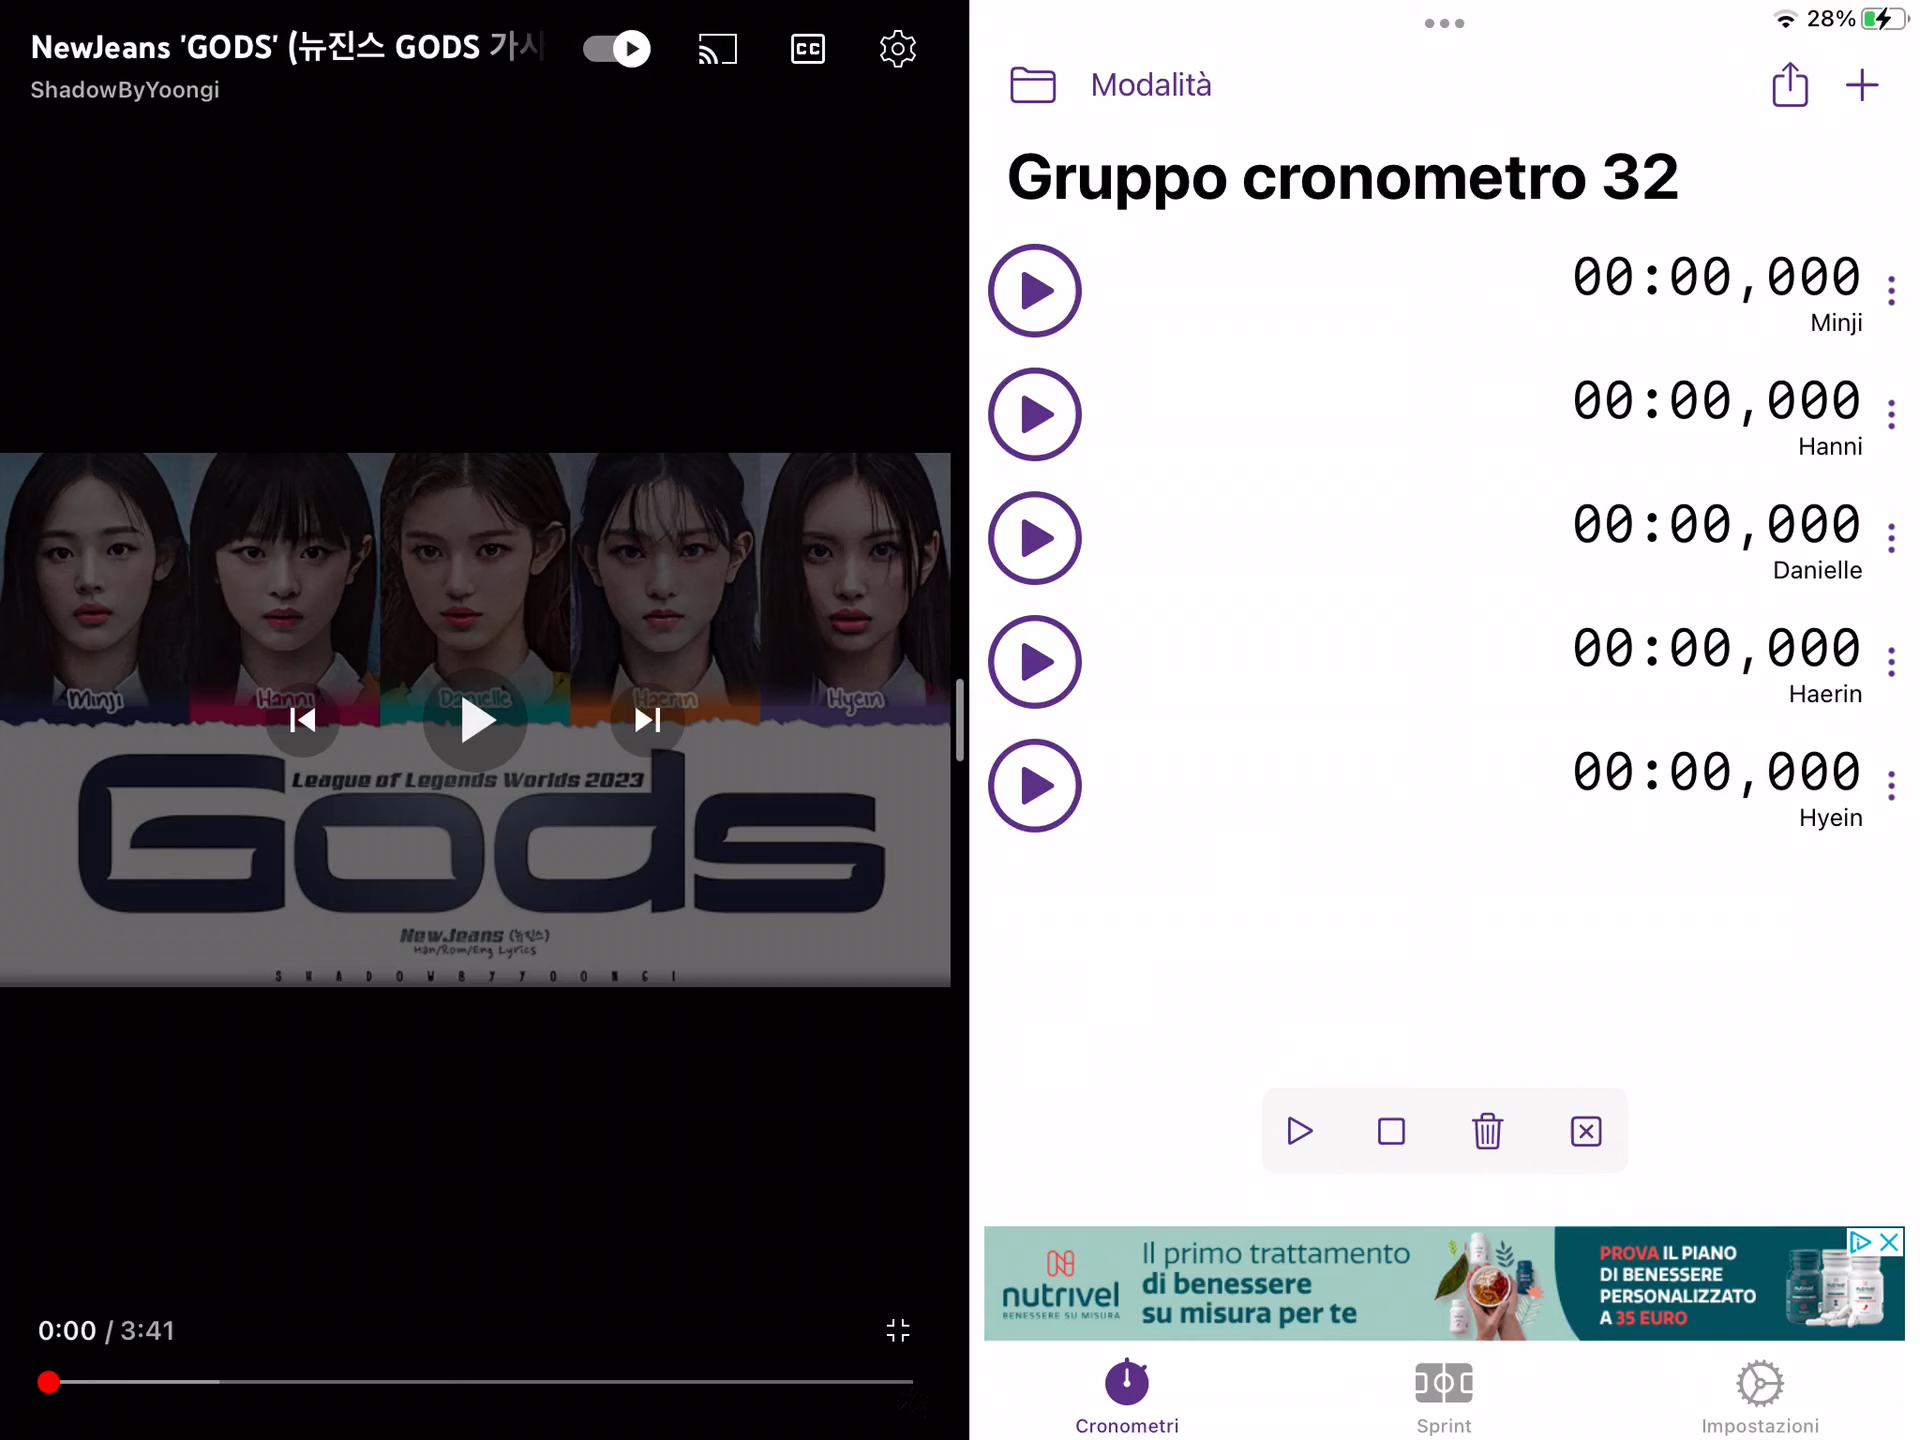 NewJeans 'GODS' (뉴진스 GODS 가사
ShadowByYoongi
Minji
Hanni
Danielle
Haerin
Hyein
League of Legends Worlds 2023
Gods
NewJeans (뉴진스)
Han/Rom/Eng Lyrics
SHADOWBYYOONGI
0:00 / 3:41
28%
Modalità
Gruppo cronometro 32
00:00,000
Minji
00:00,000
Hanni
00:00,000
Danielle
00:00,000
Haerin
00:00,000
Hyein
nutrivel
BENESSERE SU MISURA
Il primo trattamento
di benessere
su misura per te
PROVA IL PIANO
DI BENESSERE
PERSONALIZZATO
A 35 EURO
Cronometri
Sprint
Impostazioni